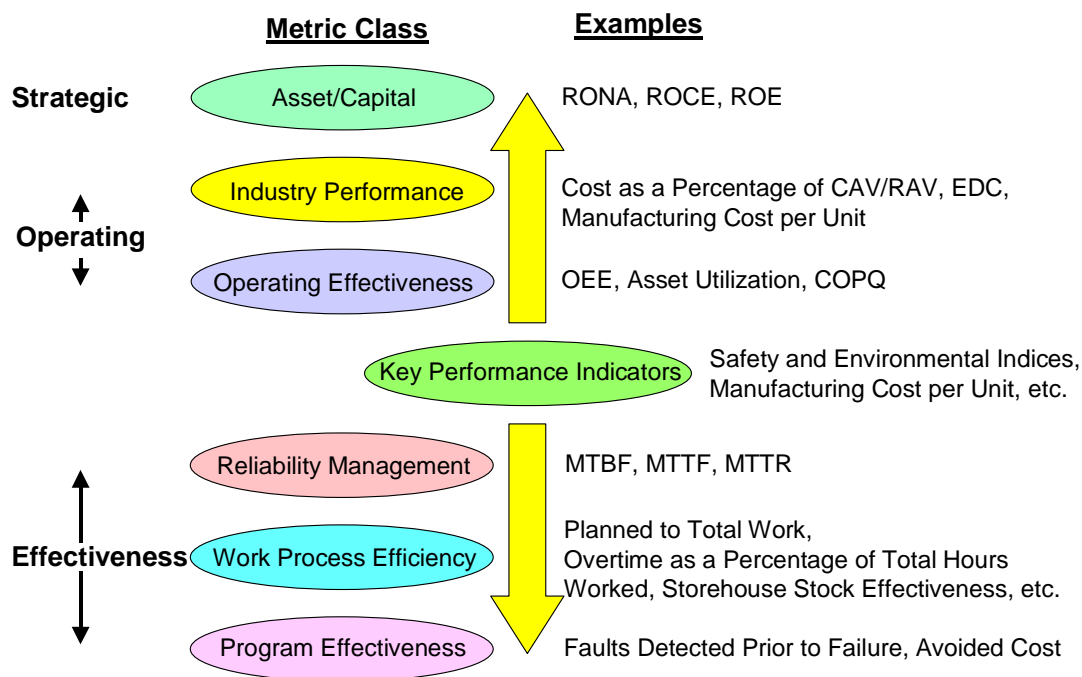 Metric Class
Examples
Strategic
Asset/Capital
RONA, ROCE, ROE
Industry Performance
Cost as a Percentage of CAV/RAV, EDC,
Manufacturing Cost per Unit
Operating
Operating Effectiveness
OEE, Asset Utilization, COPQ
Key Performance Indicators
Safety and Environmental Indices,
Manufacturing Cost per Unit, etc.
Reliability Management
MTBF, MTTF, MTTR
Effectiveness
Work Process Efficiency
Planned to Total Work,
Overtime as a Percentage of Total Hours
Worked, Storehouse Stock Effectiveness, etc.
Program Effectiveness
Faults Detected Prior to Failure, Avoided Cost